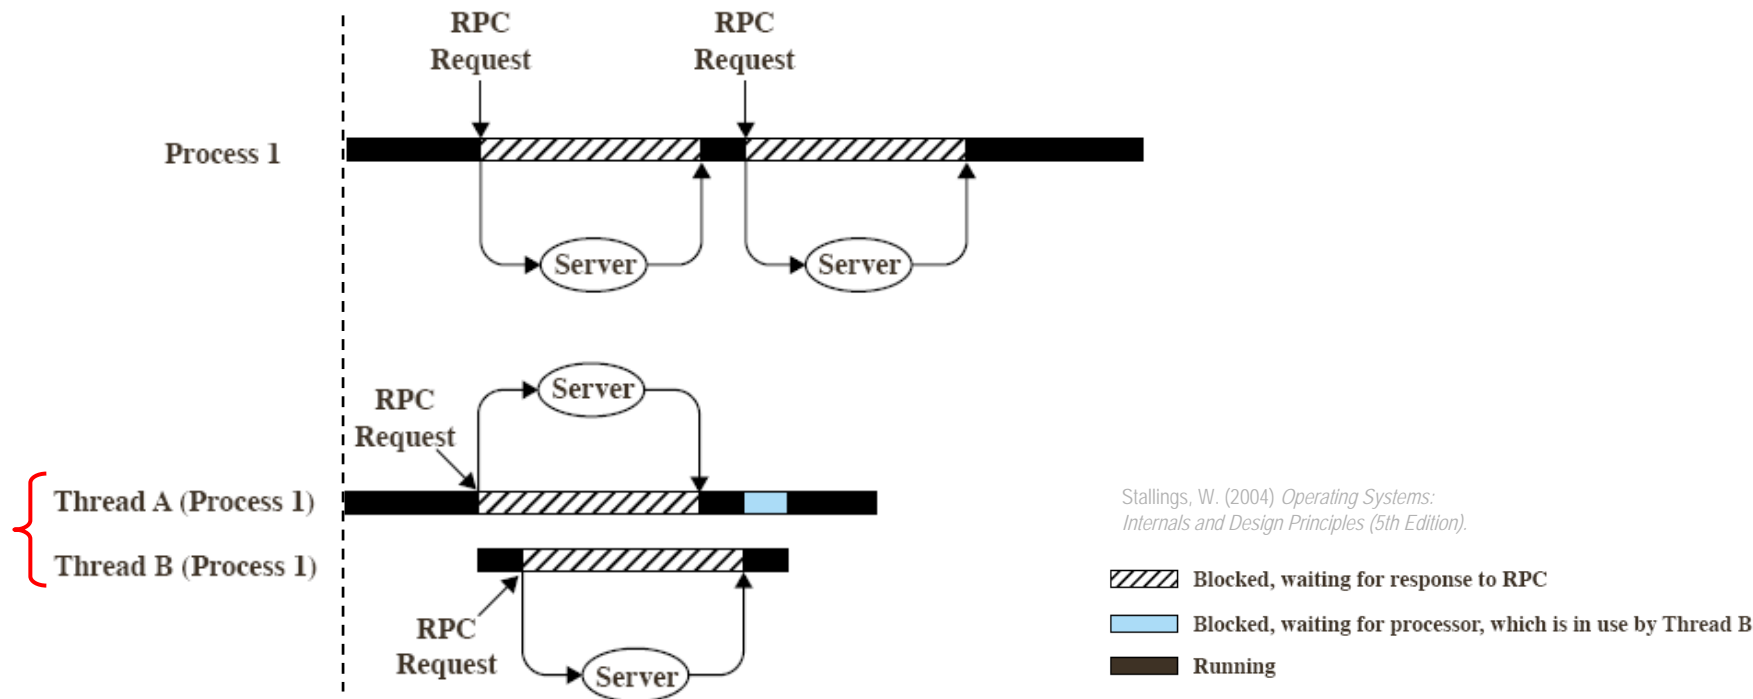 RPC
Request
RPC
Request
Process 1
Server
Server
Server
RPC
Request
Thread A (Process 1)
Thread B (Process 1)
RPC
Request
Server
Stallings, W. (2004) Operating Systems:
Internals and Design Principles (5th Edition).
Blocked, waiting for response to RPC
Blocked, waiting for processor, which is in use by Thread B
Running